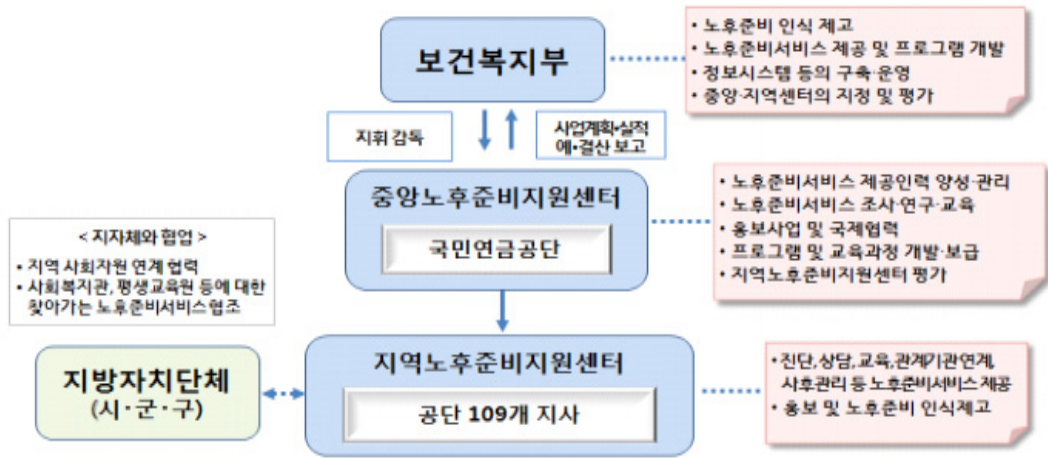 보건복지부
• 노후준비 인식 제고
• 노후준비서비스 제공 및 프로그램 개발
• 정보시스템 등의 구축·운영
• 중앙·지역센터의 지정 및 평가
지휘 감독
사업계획•실적
예•결산 보고
중앙노후준비지원센터
국민연금공단
• 노후준비서비스 제공인력 양성·관리
• 노후준비서비스 조사·연구·교육
• 홍보사업 및 국제협력
• 프로그램 및 교육과정 개발·보급
• 지역노후준비지원센터 평가
< 지자체와 협업 >
• 지역 사회자원 연계 협력
• 사회복지관, 평생교육원 등에 대한
찾아가는 노후준비서비스협조
지방자치단체
(시·군·구)
지역노후준비지원센터
공단 109개 지사
•진단,상담,교육,관계기관연계,
사후관리 등 노후준비서비스 제공
• 홍보 및 노후준비 인식제고